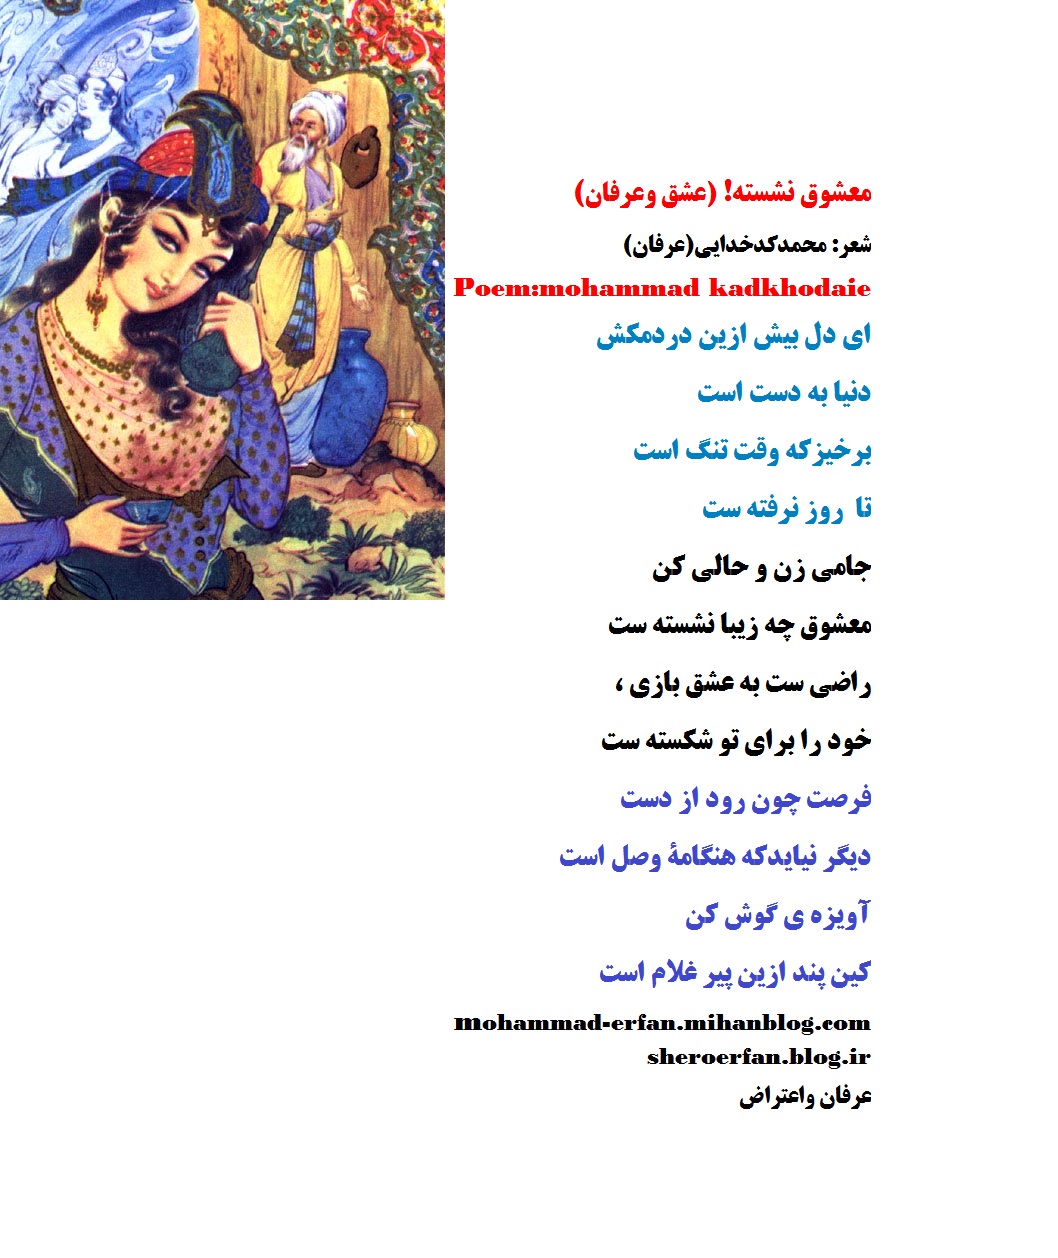 معشوق نشسته! (عشق وعرفان)
شعر: محمدکدخدایی(عرفان)
Poem:mohammad kadkhodaie
ای دل بیش ازین دردمکش
دنیا به دست است
برخیزکه وقت تنگ است
تا روز نرفته ست
جامی زن و حالی کن
معشوق چه زیبا نشسته ست
راضی ست به عشق بازی ،
خود را برای تو شکسته ست
فرصت چون رود از دست
دیگر نیایدکه هنگامۀ وصل است
آویزه ی گوش کن
کین پند ازین پیر غلام است
mohammad-erfan.mihanblog.com
sheroerfan.blog.ir
عرفان واعتراض